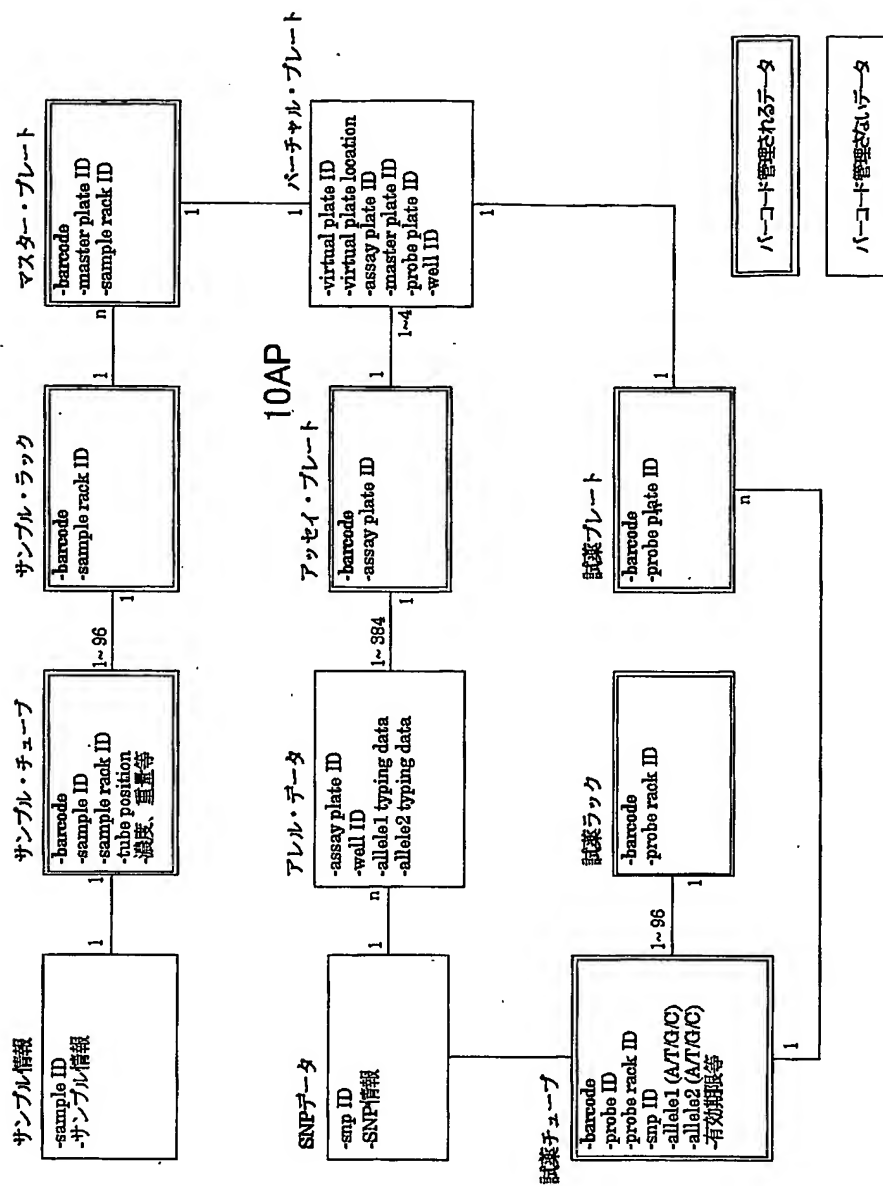 サンプル情報
-sample ID
-サンプル情報
1
1
サンプル・チューブ
-barcode
-sample ID
-sample rack ID
-tube position
-濃度、重量等
1~96
1
サンプル・ラック
-barcode
-sample rack ID
1
n
マスター・プレート
-barcode
-master plate ID
-sample rack ID
1
1
SNPデータ
-snp ID
-SNP情報
1
n
アレル・データ
-assay plate ID
-well ID
-allele1 typing data
-allele2 typing data
1~384
1
アッセイ・プレート
10AP
-barcode
-assay plate ID
1
1~4
バーチャル・プレート
-virtual plate ID
-virtual plate location
-assay plate ID
-master plate ID
-probe plate ID
-well ID
1
1
試薬チューブ
-barcode
-probe ID
-probe rack ID
-snp ID
-allele1 (A/T/G/C)
-allele2 (A/T/G/C)
-有効期限等
1~96
1
1
試薬ラック
-barcode
-probe rack ID
試薬プレート
-barcode
-probe plate ID
n
バーコード管理されるデータ
バーコード管理さないデータ